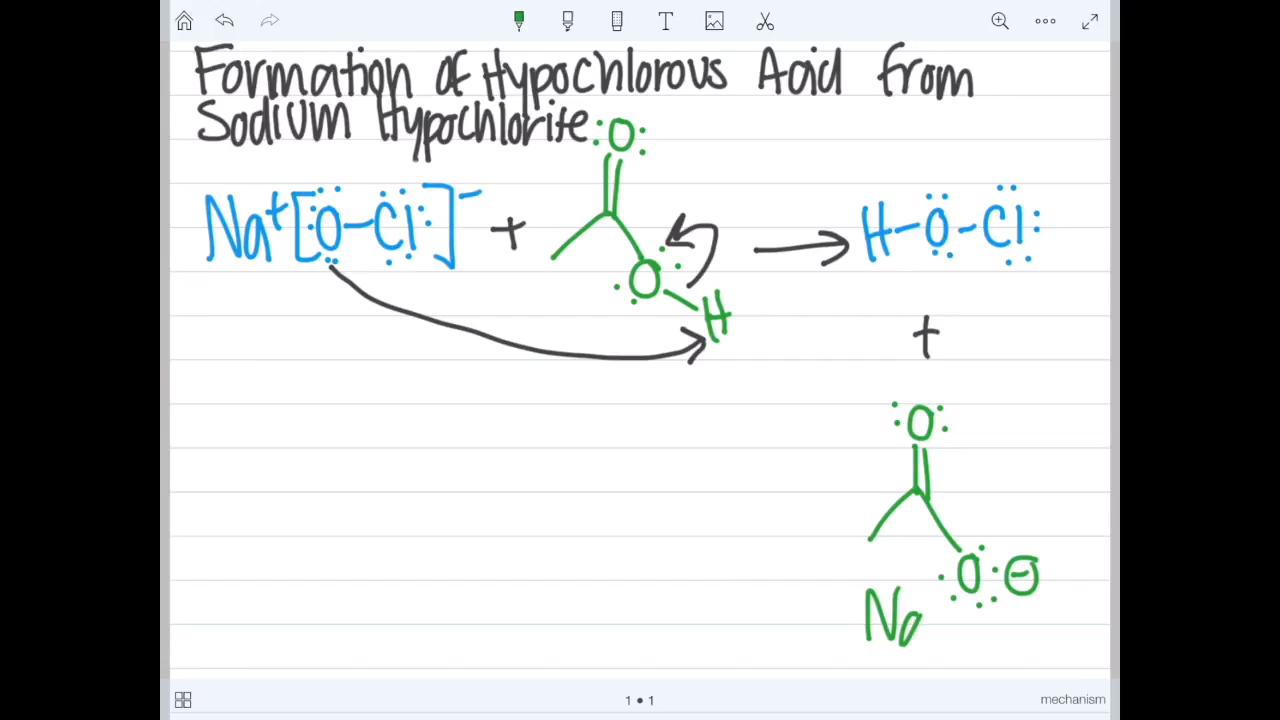 Formation of Hypochlorous Acid from
Sodium Hypochlorite
Na⁺[:O-Cl:]⁻ + :O: O H → H-O-Cl:
+
:O:
:O:⊖
Na
1 • 1
mechanism